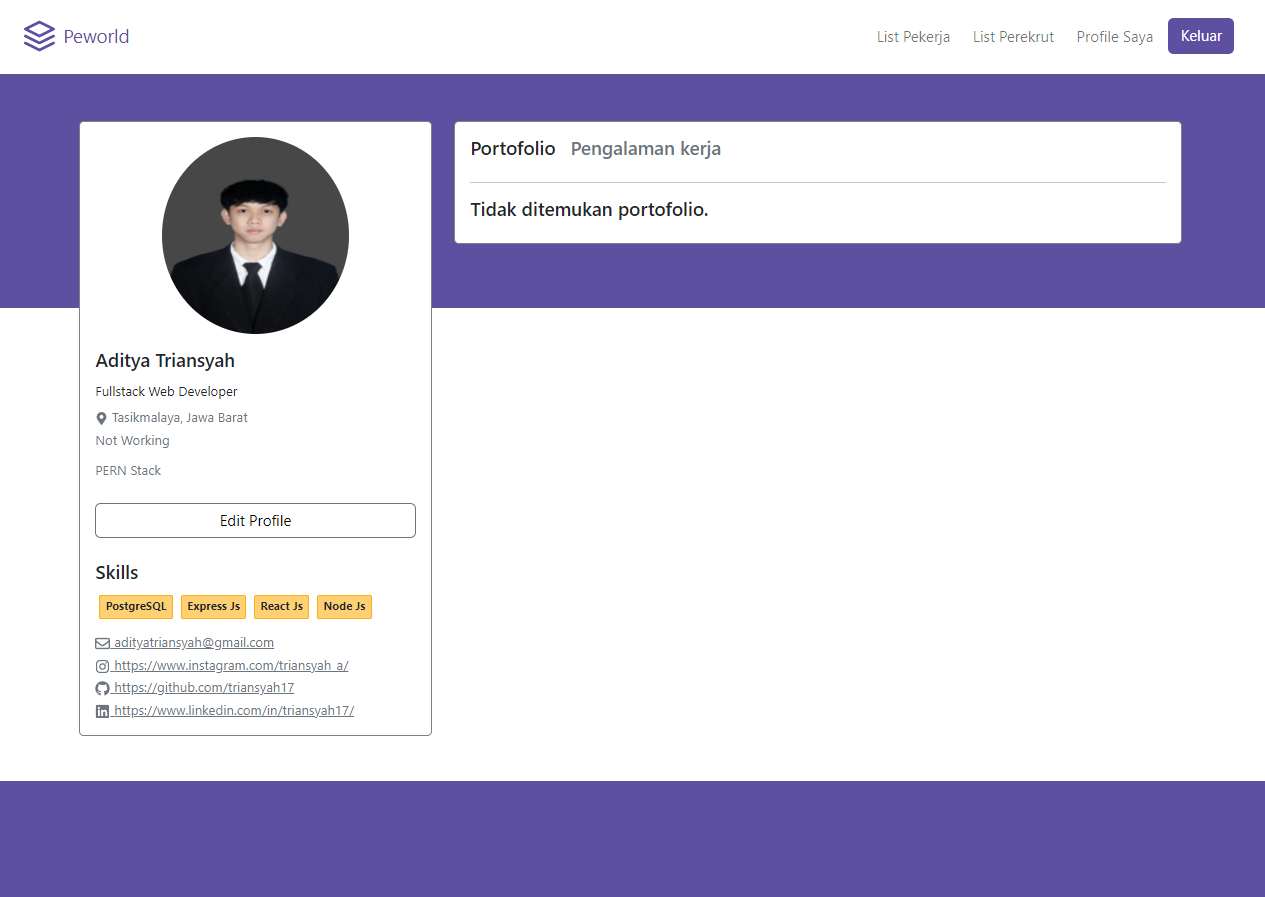 Peworld
List Pekerja
List Perekrut
Profile Saya
Keluar
Aditya Triansyah
Fullstack Web Developer
Tasikmalaya, Jawa Barat
Not Working
PERN Stack
Edit Profile
Skills
PostgreSQL
Express Js
React Js
Node Js
adityatriansyah@gmail.com
https://www.instagram.com/triansyah_a/
https://github.com/triansyah17
https://www.linkedin.com/in/triansyah17/
Portofolio
Pengalaman kerja
Tidak ditemukan portofolio.